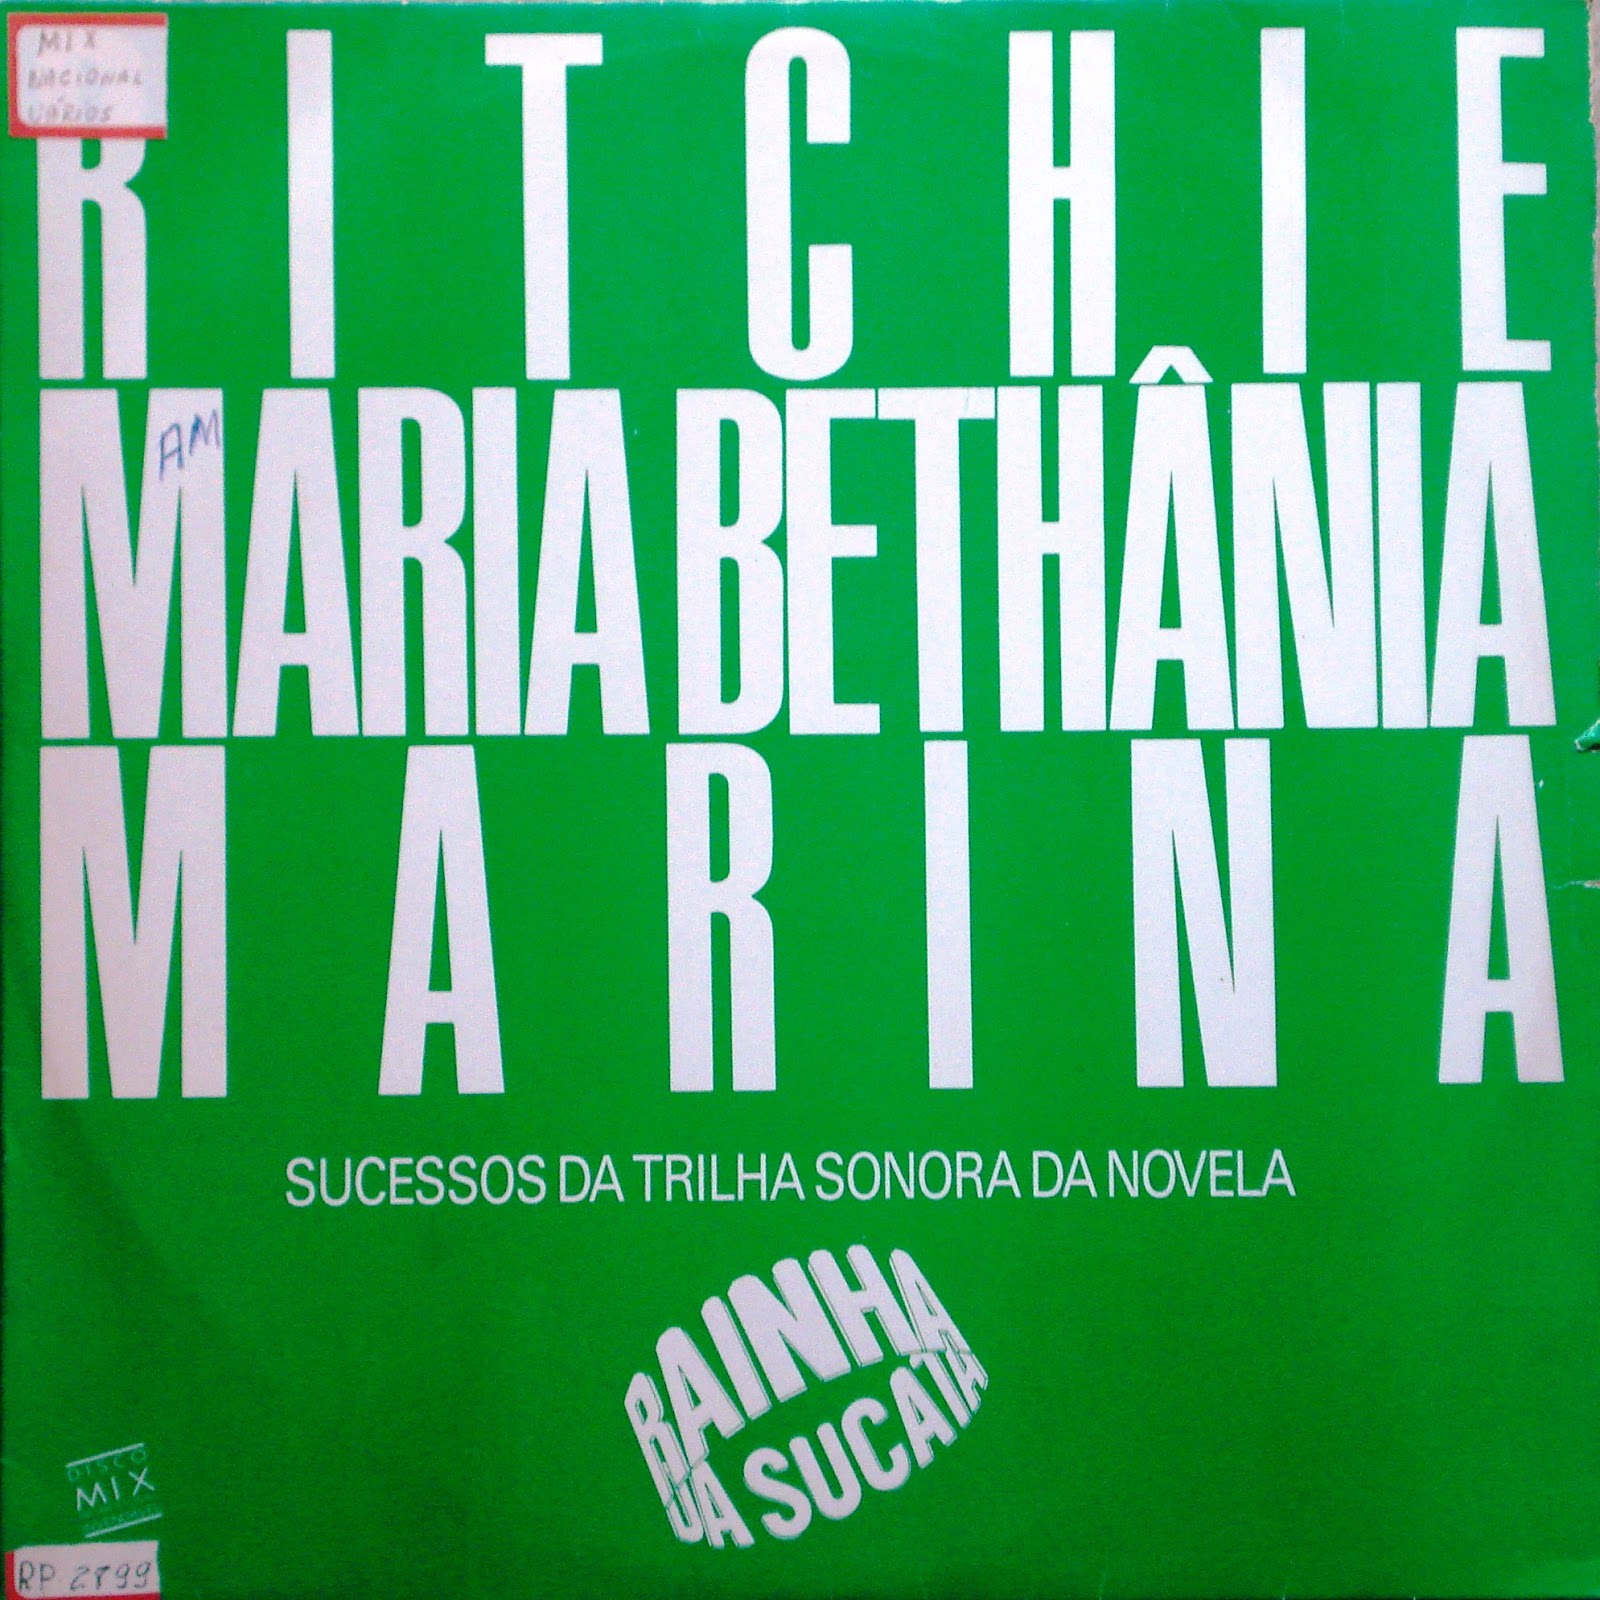 MIX
NACIONAL
VÁRIOS
RITCHIE
MARIA BETHÂNIA
AM
MARINA
SUCESSOS DA TRILHA SONORA DA NOVELA
RAINHA
DA SUCATA
DISCO
MIX
RP 2899